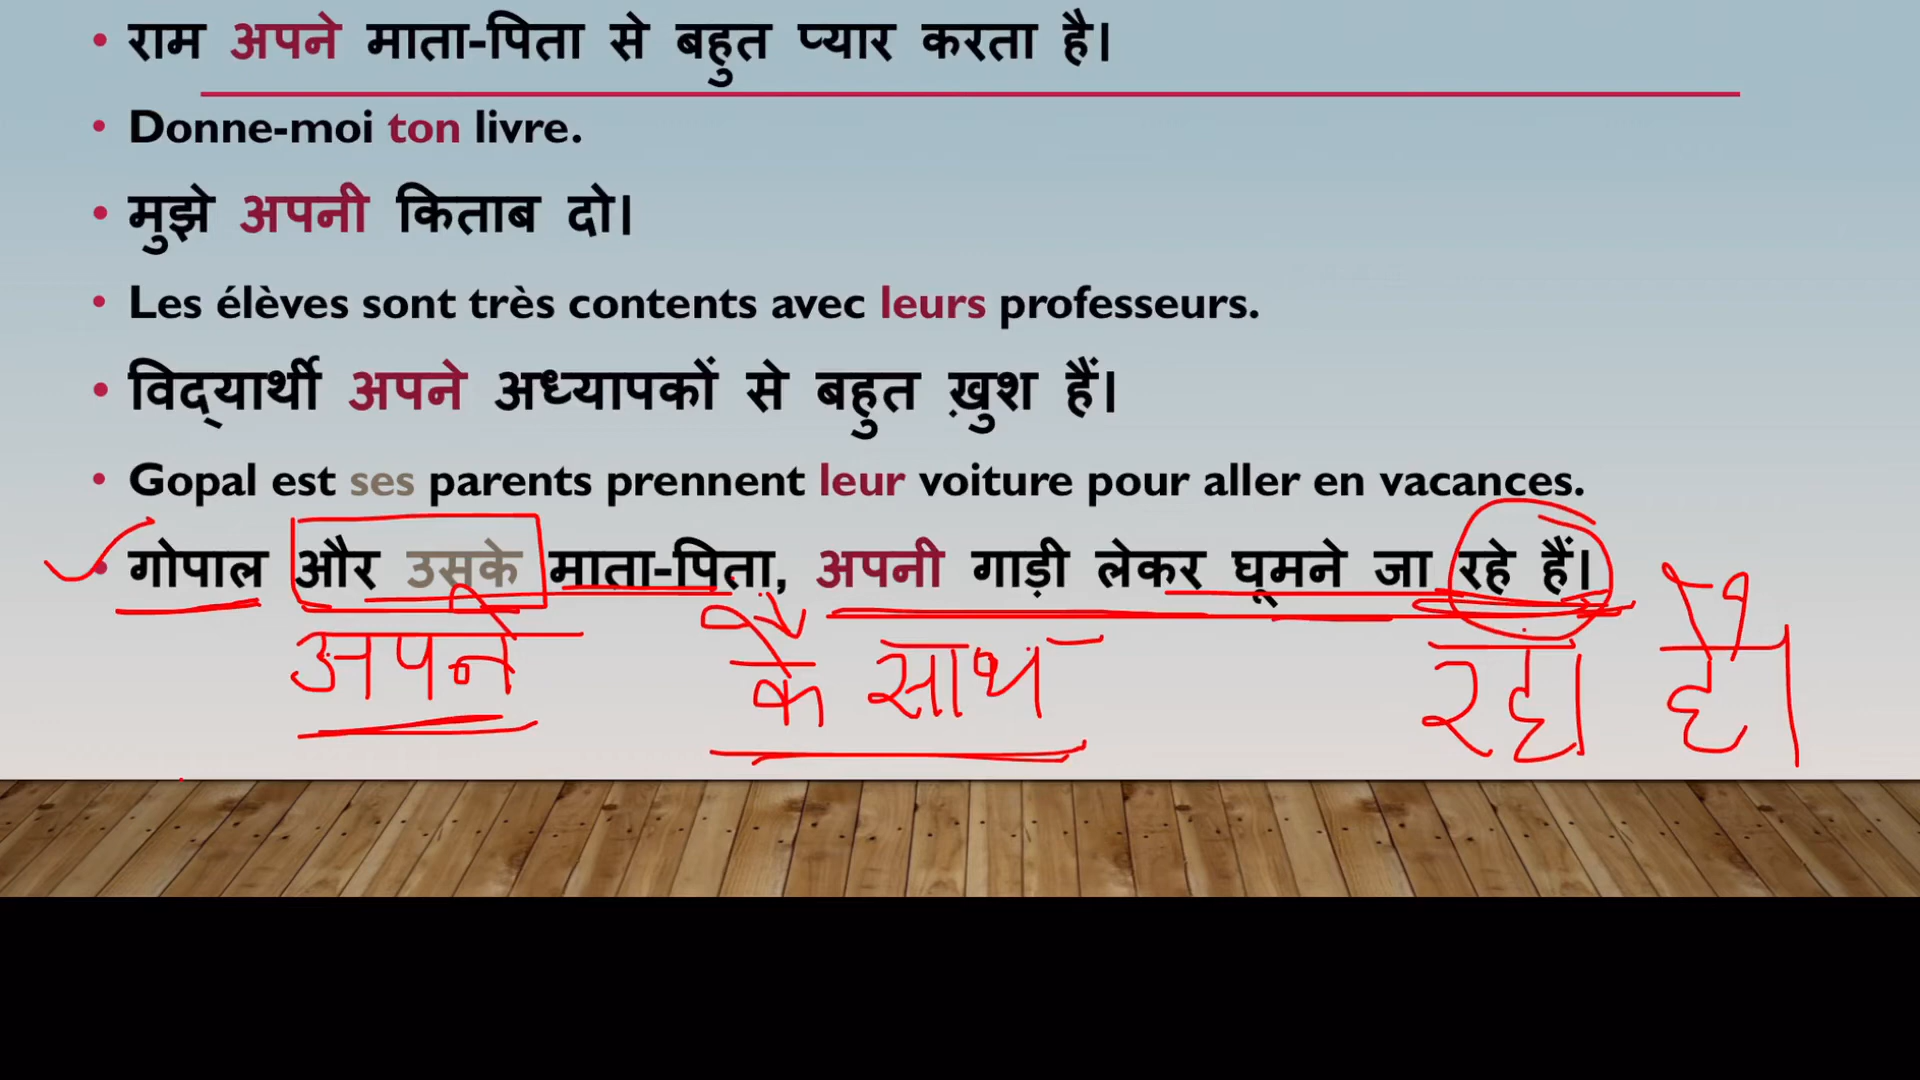 राम अपने माता-पिता से बहुत प्यार करता है।
Donne-moi ton livre.
मुझे अपनी किताब दो।
Les élèves sont très contents avec leurs professeurs.
विद्यार्थी अपने अध्यापकों से बहुत ख़ुश हैं।
Gopal est ses parents prennent leur voiture pour aller en vacances.
गोपाल और उसके माता-पिता, अपनी गाड़ी लेकर घूमने जा रहे हैं।
अपने के साथ रहा है।